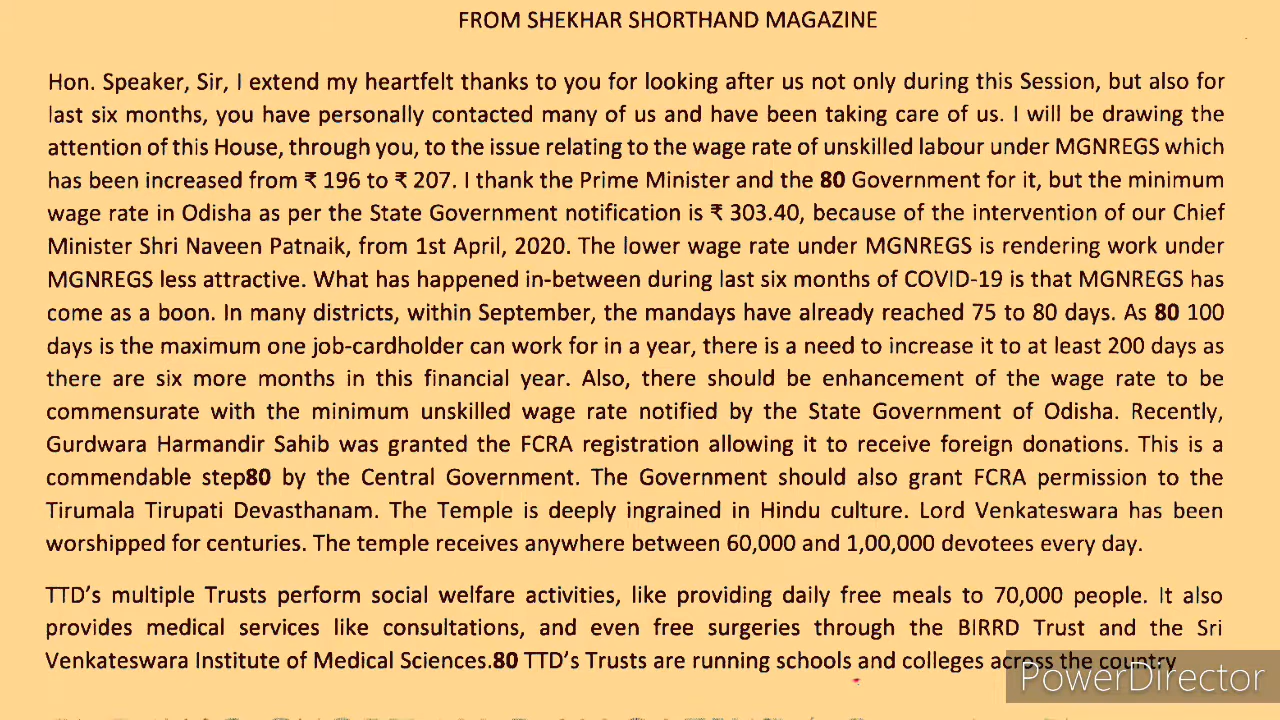 FROM SHEKHAR SHORTHAND MAGAZINE
Hon. Speaker, Sir, I extend my heartfelt thanks to you for looking after us not only during this Session, but also for
last six months, you have personally contacted many of us and have been taking care of us. I will be drawing the
attention of this House, through you, to the issue relating to the wage rate of unskilled labour under MGNREGS which
has been increased from ₹ 196 to ₹ 207. I thank the Prime Minister and the 80 Government for it, but the minimum
wage rate in Odisha as per the State Government notification is ₹ 303.40, because of the intervention of our Chief
Minister Shri Naveen Patnaik, from 1st April, 2020. The lower wage rate under MGNREGS is rendering work under
MGNREGS less attractive. What has happened in-between during last six months of COVID-19 is that MGNREGS has
come as a boon. In many districts, within September, the mandays have already reached 75 to 80 days. As 80 100
days is the maximum one job-cardholder can work for in a year, there is a need to increase it to at least 200 days as
there are six more months in this financial year. Also, there should be enhancement of the wage rate to be
commensurate with the minimum unskilled wage rate notified by the State Government of Odisha. Recently,
Gurdwara Harmandir Sahib was granted the FCRA registration allowing it to receive foreign donations. This is a
commendable step80 by the Central Government. The Government should also grant FCRA permission to the
Tirumala Tirupati Devasthanam. The Temple is deeply ingrained in Hindu culture. Lord Venkateswara has been
worshipped for centuries. The temple receives anywhere between 60,000 and 1,00,000 devotees every day.
TTD's multiple Trusts perform social welfare activities, like providing daily free meals to 70,000 people. It also
provides medical services like consultations, and even free surgeries through the BIRRD Trust and the Sri
Venkateswara Institute of Medical Sciences.80 TTD's Trusts are running schools and colleges across the country
PowerDirector